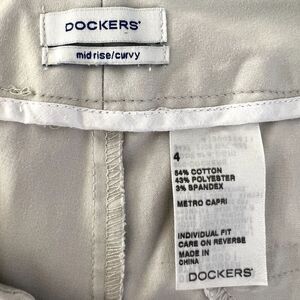 DOCKERS®
mid rise/curvy
4
54% COTTON
43% POLYESTER
3% SPANDEX
METRO CAPRI
INDIVIDUAL FIT
CARE ON REVERSE
MADE IN
CHINA
DOCKERS®